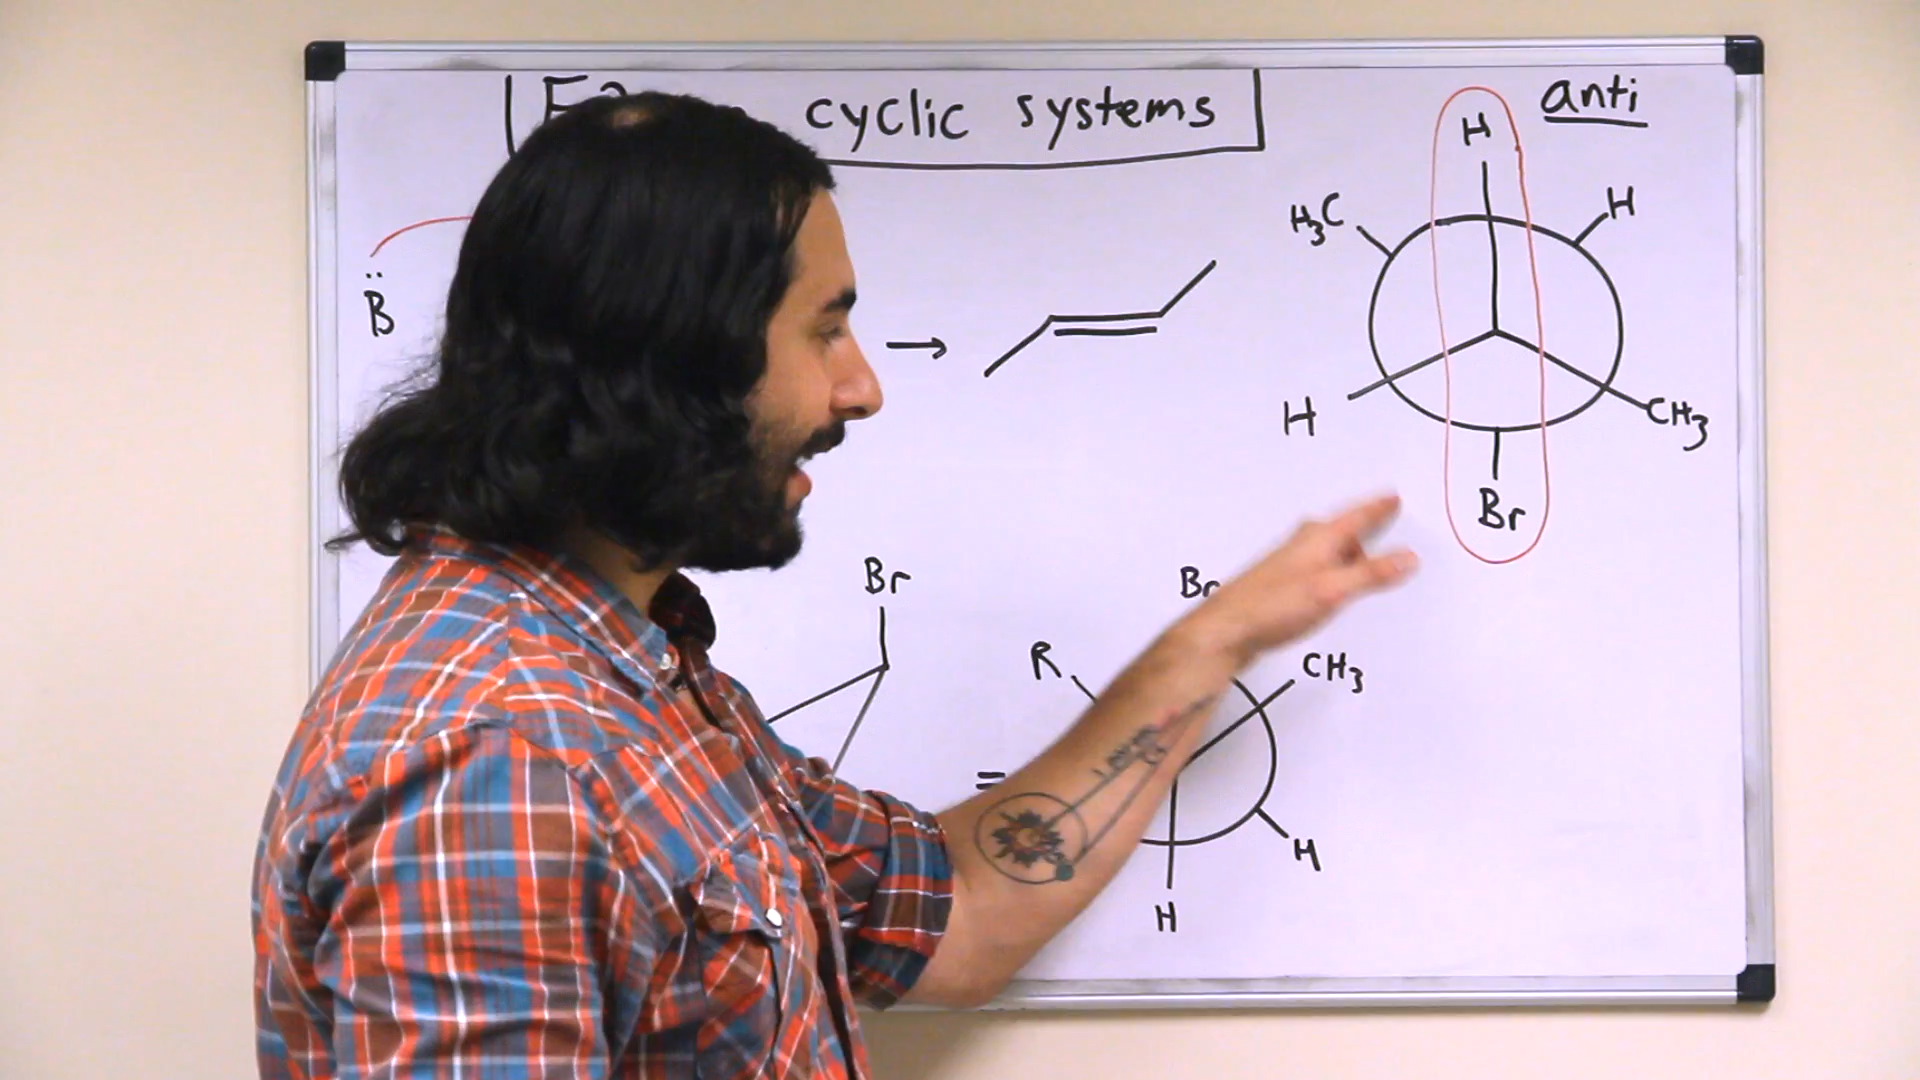 cyclic systems
anti
H
H₃C
H
B̈
H
CH₃
Br
Br
Br
R
CH₃
=
H
H